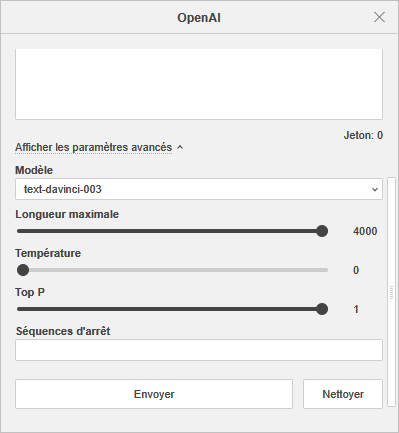 OpenAI
Jeton: 0
Afficher les paramètres avancés
Modèle
text-davinci-003
Longueur maximale
4000
Température
0
Top P
1
Séquences d'arrêt
Envoyer
Nettoyer